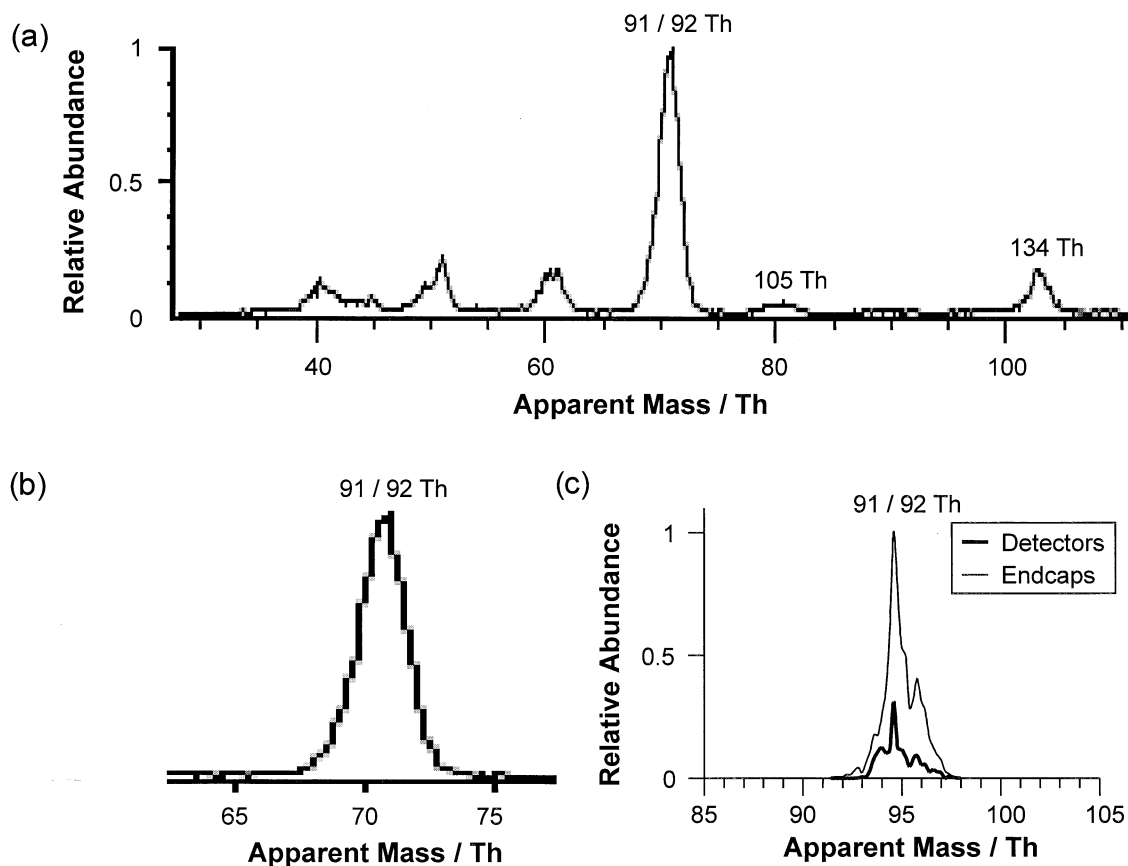 (a)
91 / 92 Th
Relative Abundance
1
0.5
0
105 Th
134 Th
40 60 80 100
Apparent Mass / Th
(b)
91 / 92 Th
65 70 75
Apparent Mass / Th
(c)
91 / 92 Th
Relative Abundance
1
0.5
0
Detectors
Endcaps
85 90 95 100 105
Apparent Mass / Th